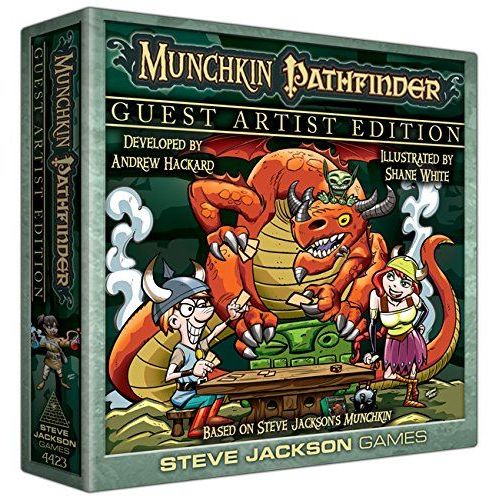 MUNCHKIN PATHFINDER
GUEST ARTIST EDITION
MUNCHKIN PATHFINDER
GUEST ARTIST EDITION
DEVELOPED BY
ANDREW HACKARD
ILLUSTRATED BY
SHANE WHITE
BASED ON STEVE JACKSON'S MUNCHKIN
STEVE JACKSON GAMES
STEVE
JACKSON
GAMES
4423